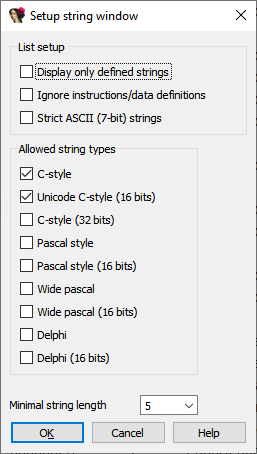 Setup string window
List setup
Display only defined strings
Ignore instructions/data definitions
Strict ASCII (7-bit) strings
Allowed string types
C-style
Unicode C-style (16 bits)
C-style (32 bits)
Pascal style
Pascal style (16 bits)
Wide pascal
Wide pascal (16 bits)
Delphi
Delphi (16 bits)
Minimal string length 5
OK Cancel Help